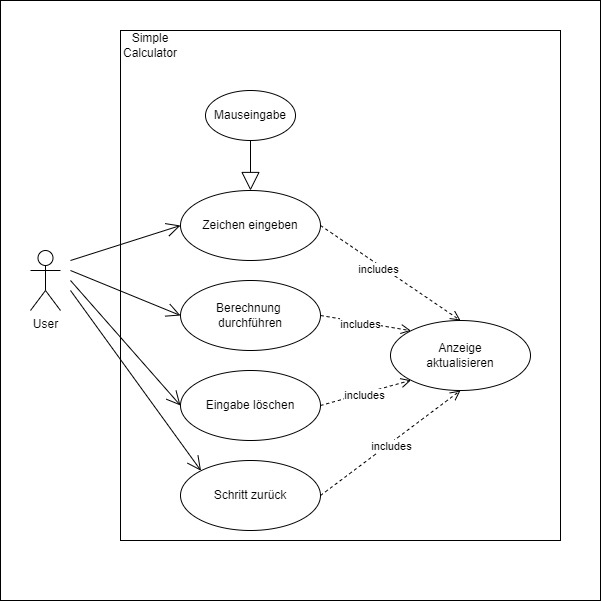 Simple
Calculator
Mauseingabe
Zeichen eingeben
includes
Berechnung
durchführen
includes
User
Anzeige
aktualisieren
Eingabe löschen
includes
includes
Schritt zurück